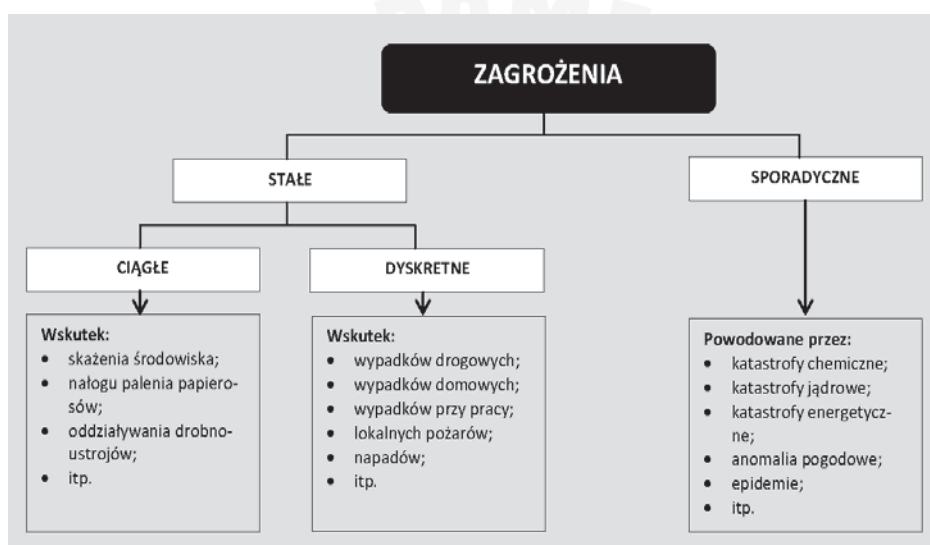 ZAGROŻENIA
STAŁE
SPORADYCZNE
CIĄGŁE
DYSKRETNE
Wskutek:
• skażenia środowiska;
• nałogu palenia papiero-
sów;
• oddziaływania drobno-
ustrojów;
• itp.
Wskutek:
• wypadków drogowych;
• wypadków domowych;
• wypadków przy pracy;
• lokalnych pożarów;
• napadów;
• itp.
Powodowane przez:
• katastrofy chemiczne;
• katastrofy jądrowe;
• katastrofy energetycz-
ne;
• anomalia pogodowe;
• epidemie;
• itp.